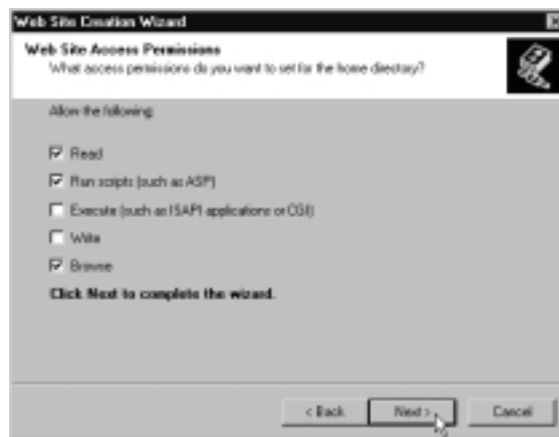 Web Site Creation Wizard
Web Site Access Permissions
What access permissions do you want to set for the home directory?
Allow the following:
Read
Run scripts (such as ASP)
Execute (such as ISAPI applications or CGI)
Write
Browse
Click Next to complete the wizard.
< Back Next > Cancel